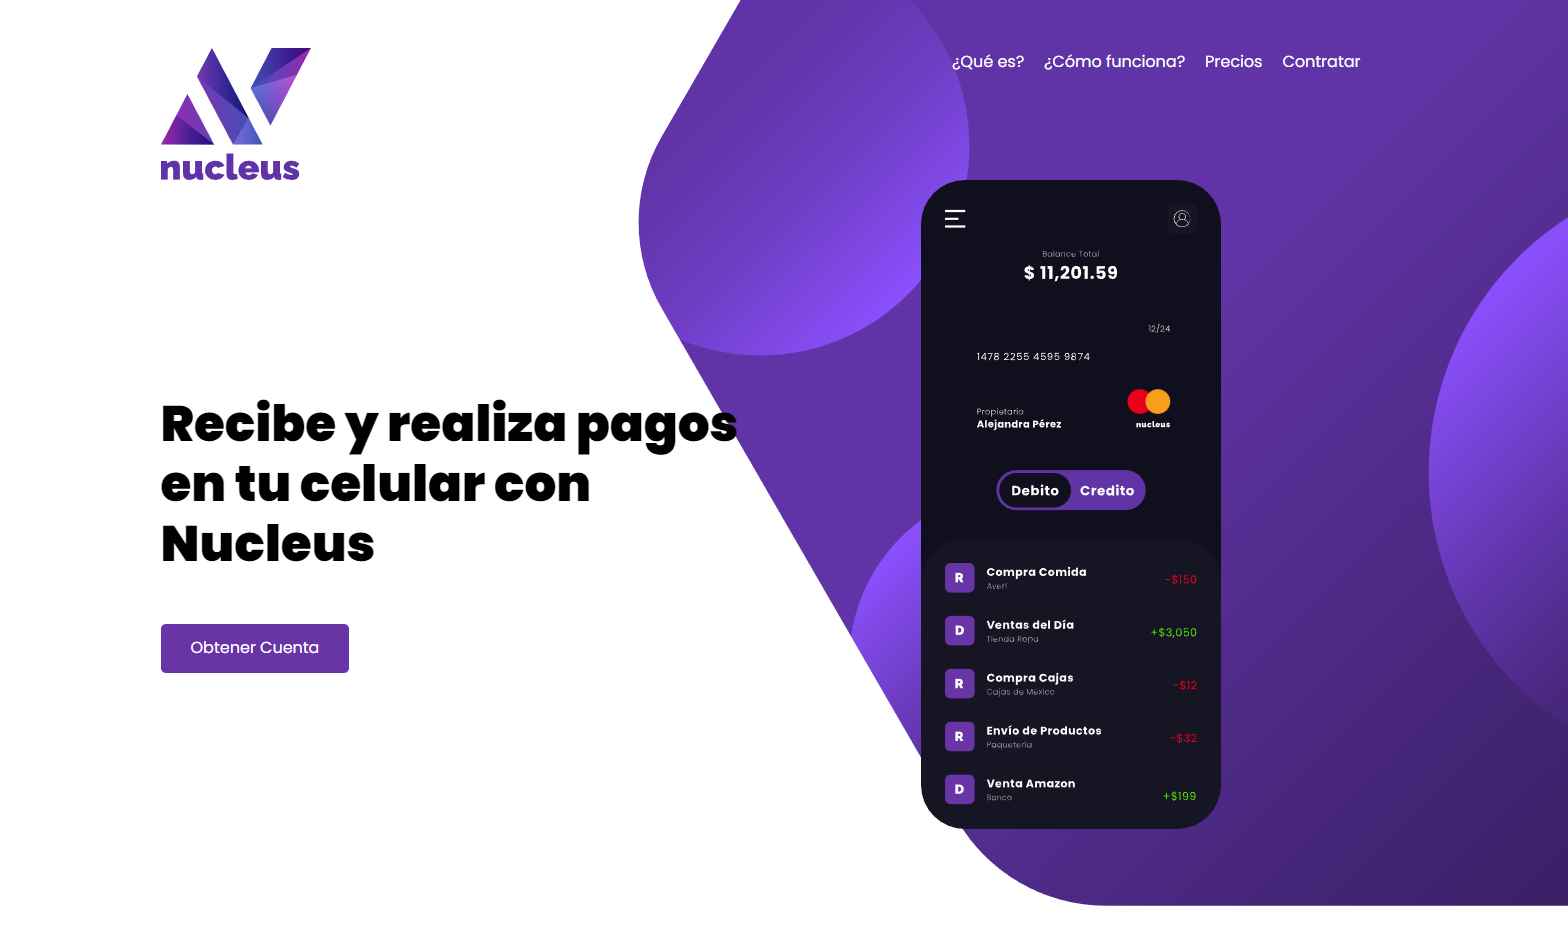 nucleus
¿Qué es? ¿Cómo funciona? Precios Contratar
Recibe y realiza pagos
en tu celular con
Nucleus
Obtener Cuenta
Balance Total
$ 11,201.59
12/24
1478 2255 4595 9874
Propietario
Alejandra Pérez
nucleus
Debito Credito
R Compra Comida -$150
Aver!
D Ventas del Día +$3,050
Tienda Ropa
R Compra Cajas -$12
Cajas de Mexico
R Envío de Productos -$32
Paqueteria
D Venta Amazon +$199
Banco